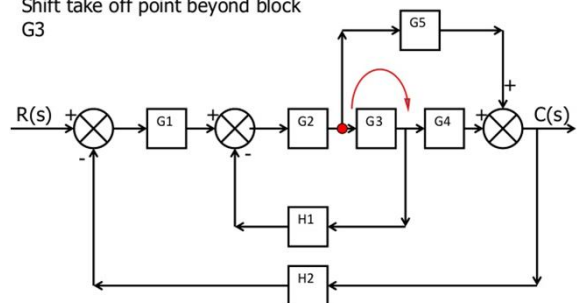 Shift take off point beyond block
G3
G5
+
R(s) + G1 + G2 G3 G4 + C(s)
- -
H1
H2